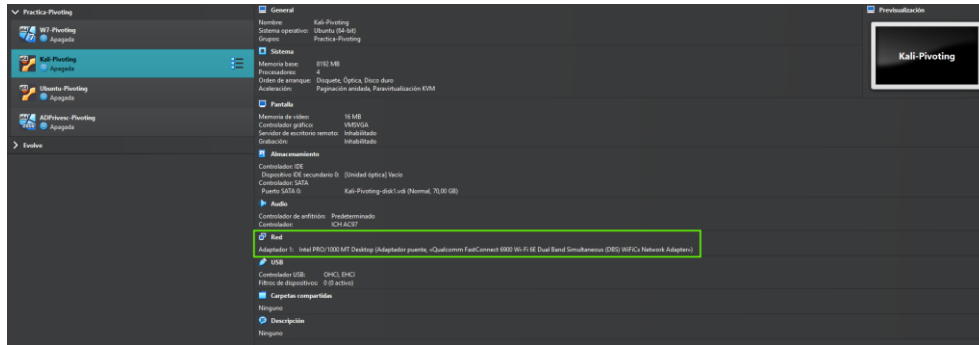 Practica-Pivoting
W7-Pivoting
Apagada
Kali-Pivoting
Apagada
Ubuntu-Pivoting
Apagada
ADPrivesc-Pivoting
Apagada
Evolve
General
Nombre: Kali-Pivoting
Sistema operativo: Ubuntu (64-bit)
Grupos: Practica-Pivoting
Sistema
Memoria base: 8192 MB
Procesadores: 4
Orden de arranque: Disquete, Óptica, Disco duro
Aceleración: Paginación anidada, Paravirtualización KVM
Pantalla
Memoria de vídeo: 16 MB
Controlador gráfico: VMSVGA
Servidor de escritorio remoto: Inhabilitado
Grabación: Inhabilitado
Almacenamiento
Controlador: IDE
Dispositivo IDE secundario 0: [Unidad óptica] Vacío
Controlador: SATA
Puerto SATA 0: Kali-Pivoting-disk1.vdi (Normal, 70,00 GB)
Audio
Controlador de anfitrión: Predeterminado
Controlador: ICH AC97
Red
Adaptador 1: Intel PRO/1000 MT Desktop (Adaptador puente, «Qualcomm FastConnect 6900 Wi-Fi 6E Dual Band Simultaneous (DBS) WiFiCx Network Adapter»)
USB
Controlador USB: OHCI, EHCI
Filtros de dispositivos: 0 (0 activo)
Carpetas compartidas
Ninguno
Descripción
Ninguno
Previsualización
Kali-Pivoting